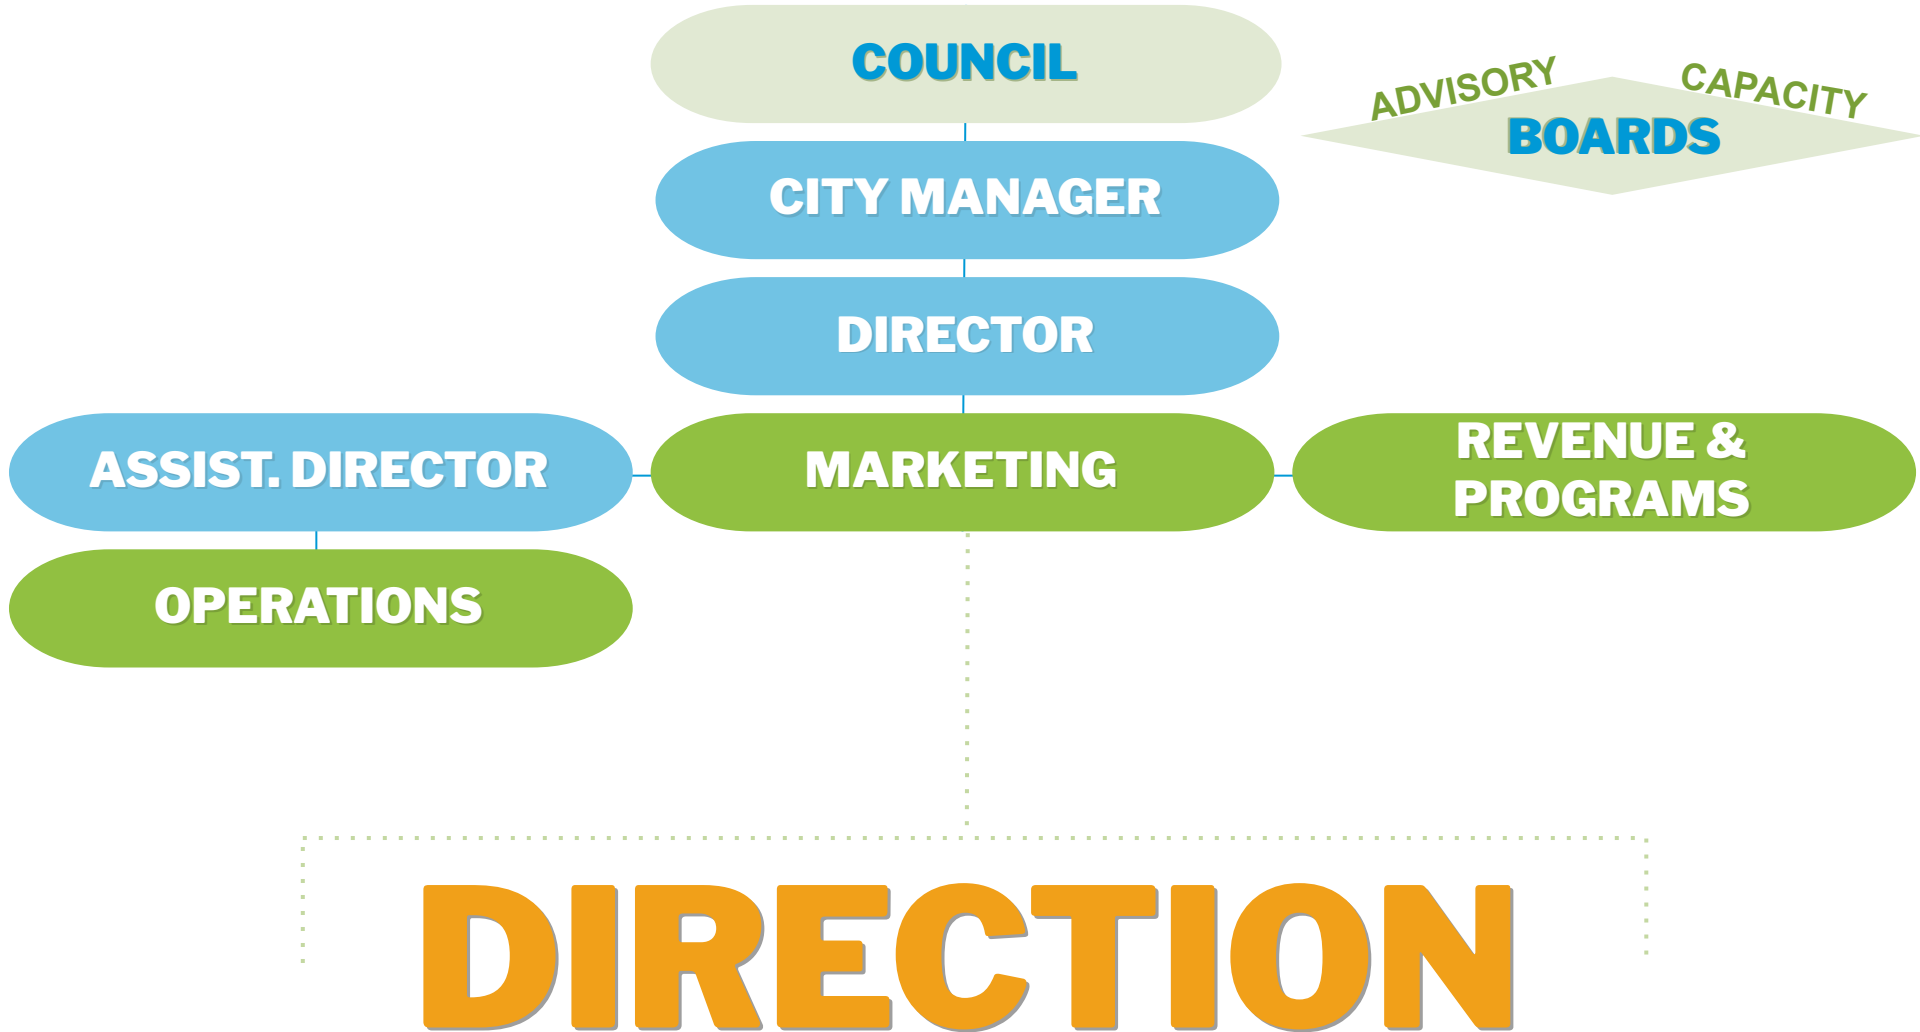 COUNCIL
ADVISORY CAPACITY
BOARDS
CITY MANAGER
DIRECTOR
ASSIST. DIRECTOR
MARKETING
REVENUE &
PROGRAMS
OPERATIONS
DIRECTION